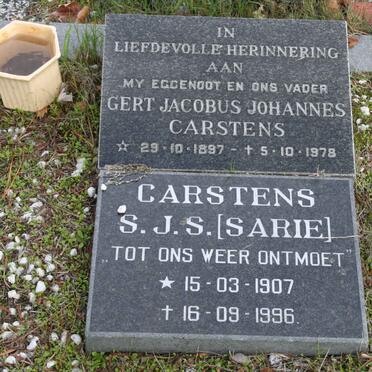 IN
LIEFDEVOLLE HERINNERING
AAN
MY EGGENOOT EN ONS VADER
GERT JACOBUS JOHANNES
CARSTENS
☆ 29·10·1897 - ✝ 5·10·1978
CARSTENS
S.J.S. [SARIE]
„TOT ONS WEER ONTMOET"
★ 15-03-1907
✝ 16-09-1996